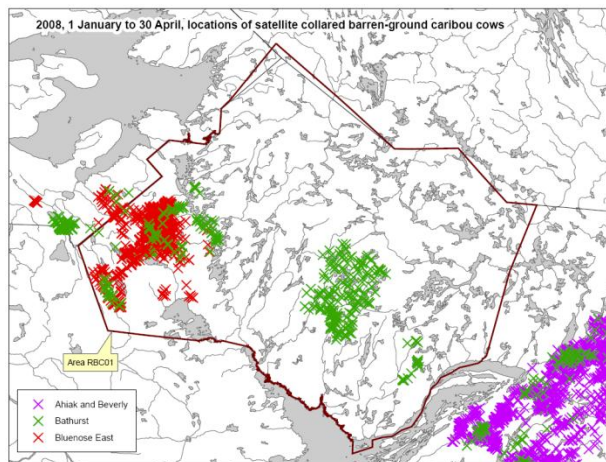 2008, 1 January to 30 April, locations of satellite collared barren-ground caribou cows
Area RBC01
Ahiak and Beverly
Bathurst
Bluenose East